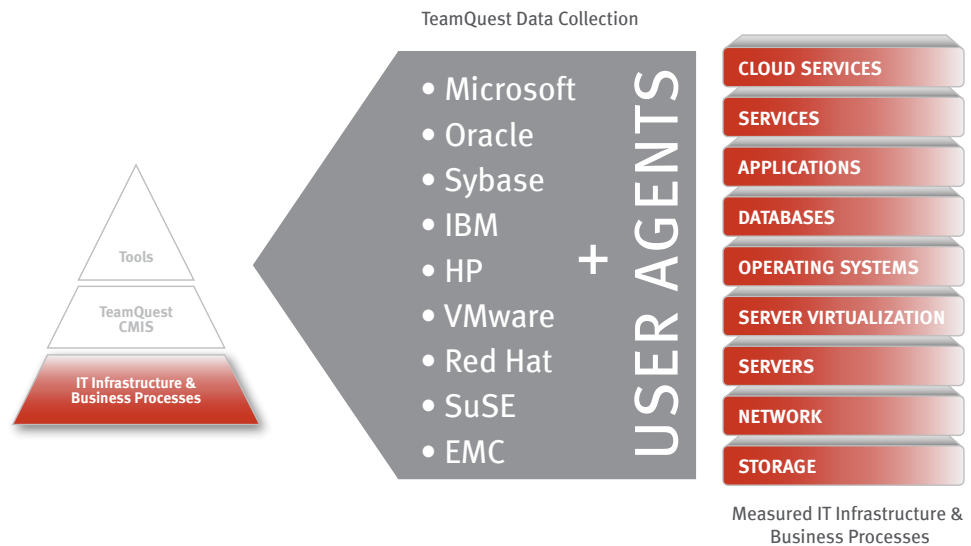 TeamQuest Data Collection
Tools
TeamQuest
CMIS
IT Infrastructure &
Business Processes
• Microsoft
• Oracle
• Sybase
• IBM
• HP
• VMware
• Red Hat
• SuSE
• EMC
+
USER AGENTS
CLOUD SERVICES
SERVICES
APPLICATIONS
DATABASES
OPERATING SYSTEMS
SERVER VIRTUALIZATION
SERVERS
NETWORK
STORAGE
Measured IT Infrastructure &
Business Processes